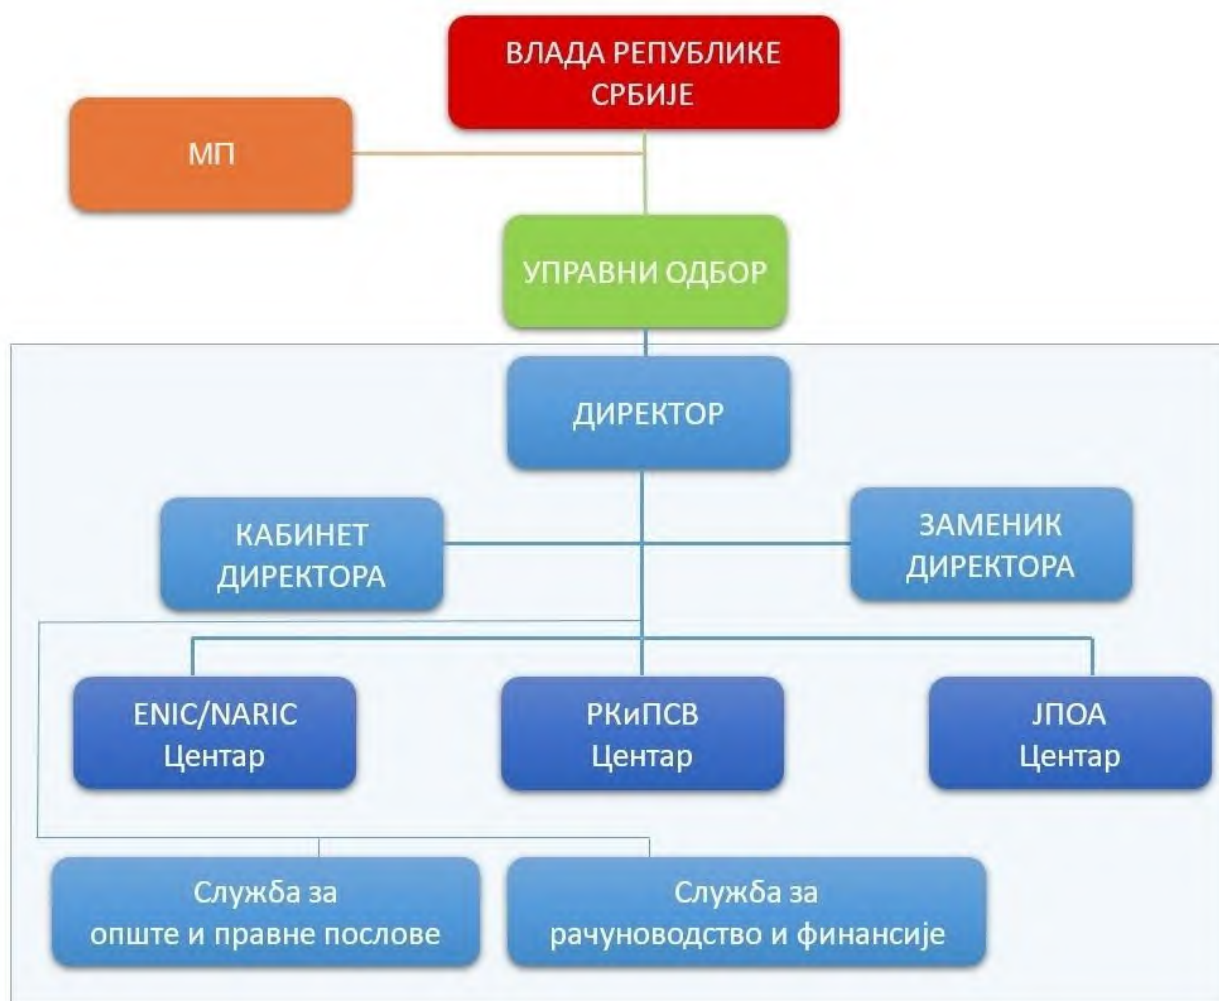 ВЛАДА РЕПУБЛИКЕ
СРБИЈЕ
МП
УПРАВНИ ОДБОР
ДИРЕКТОР
КАБИНЕТ
ДИРЕКТОРА
ЗАМЕНИК
ДИРЕКТОРА
ENIC/NARIC
Центар
РКиПСВ
Центар
ЈПОА
Центар
Служба за
опште и правне послове
Служба за
рачуноводство и финансије